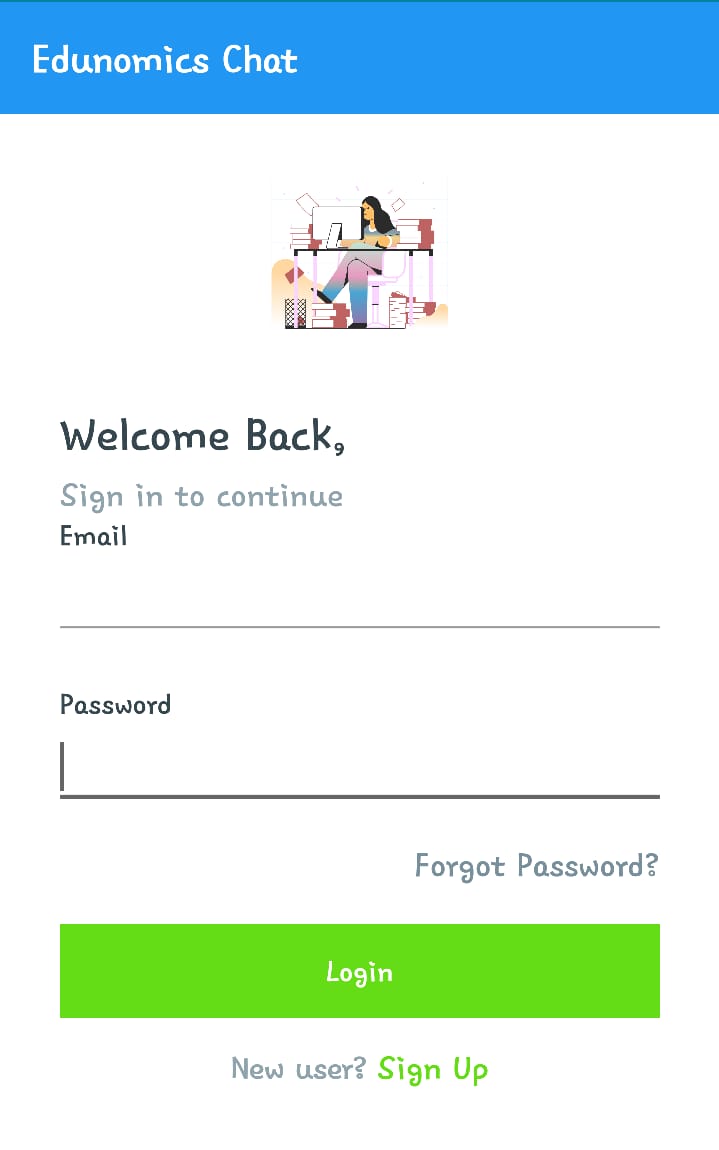 Edunomics Chat
Welcome Back,
Sign in to continue
Email
Password
Forgot Password?
Login
New user? Sign Up